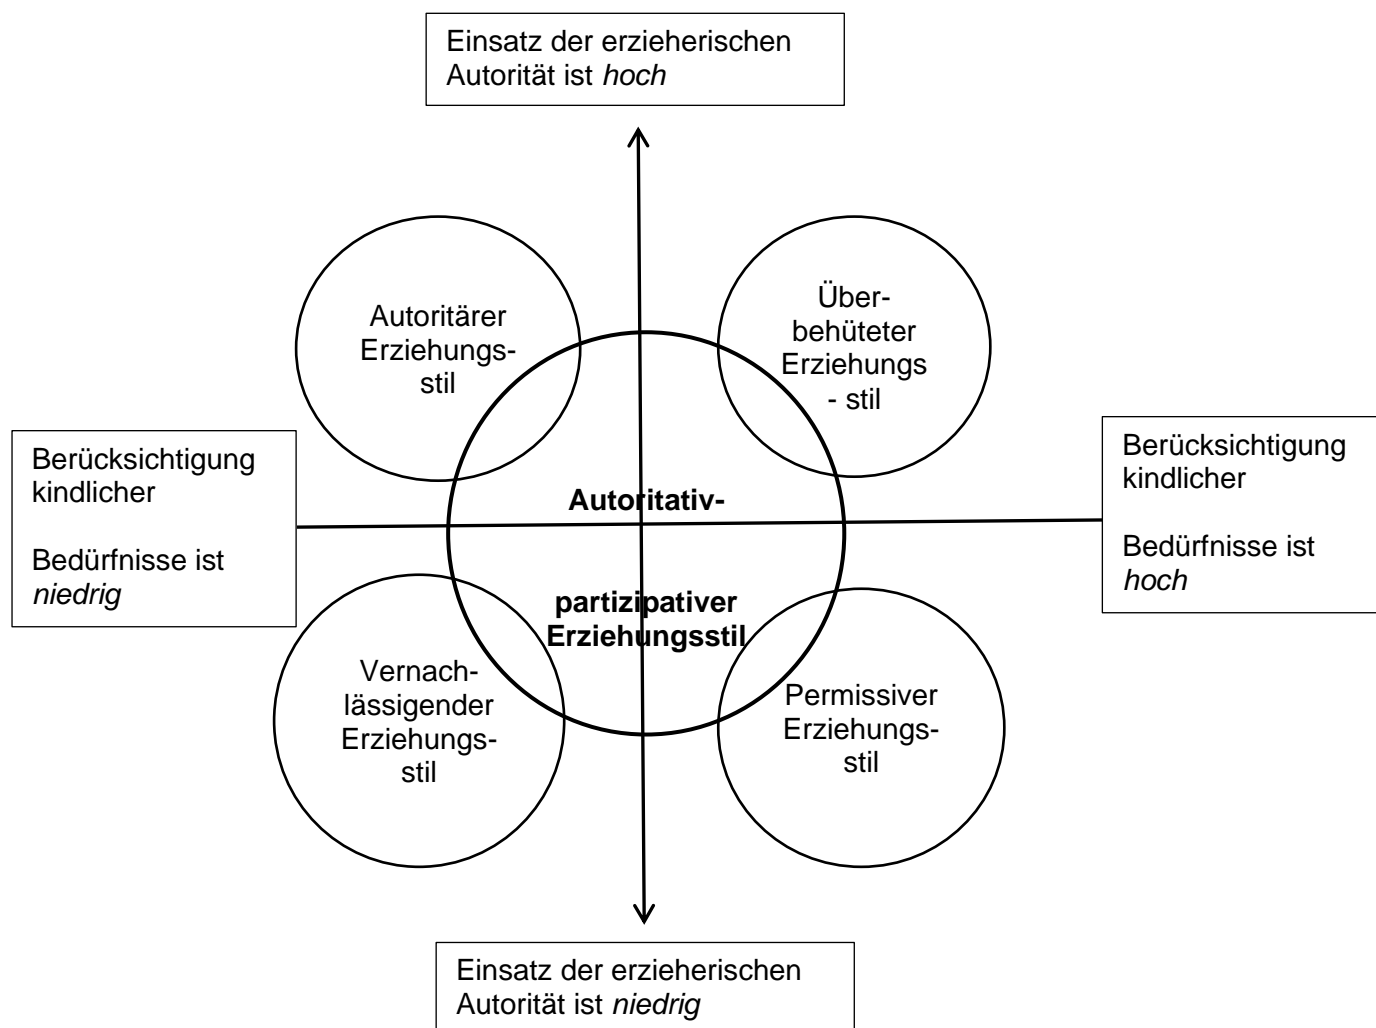 Einsatz der erzieherischen
Autorität ist hoch
Autoritärer
Erziehungs-
stil
Über-
behüteter
Erziehungs
- stil
Berücksichtigung
kindlicher
Bedürfnisse ist
niedrig
Autoritativ-
partizipativer
Erziehungsstil
Berücksichtigung
kindlicher
Bedürfnisse ist
hoch
Vernach-
lässigender
Erziehungs-
stil
Permissiver
Erziehungs-
stil
Einsatz der erzieherischen
Autorität ist niedrig